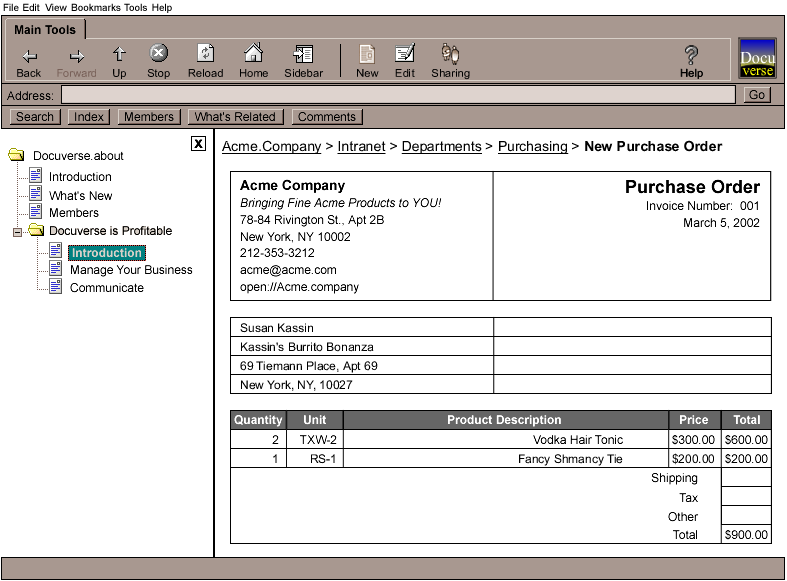 File Edit View Bookmarks Tools Help
Main Tools
Back Forward Up Stop Reload Home Sidebar New Edit Sharing Help
Docu
verse
Address: Go
Search Index Members What's Related Comments
X
Docuverse.about
Introduction
What's New
Members
Docuverse is Profitable
Introduction
Manage Your Business
Communicate
Acme.Company > Intranet > Departments > Purchasing > New Purchase Order
Acme Company
Bringing Fine Acme Products to YOU!
78-84 Rivington St., Apt 2B
New York, NY 10002
212-353-3212
acme@acme.com
open://Acme.company
Purchase Order
Invoice Number: 001
March 5, 2002
Susan Kassin
Kassin's Burrito Bonanza
69 Tiemann Place, Apt 69
New York, NY, 10027
Quantity Unit Product Description Price Total
2 TXW-2 Vodka Hair Tonic $300.00 $600.00
1 RS-1 Fancy Shmancy Tie $200.00 $200.00
Shipping
Tax
Other
Total $900.00